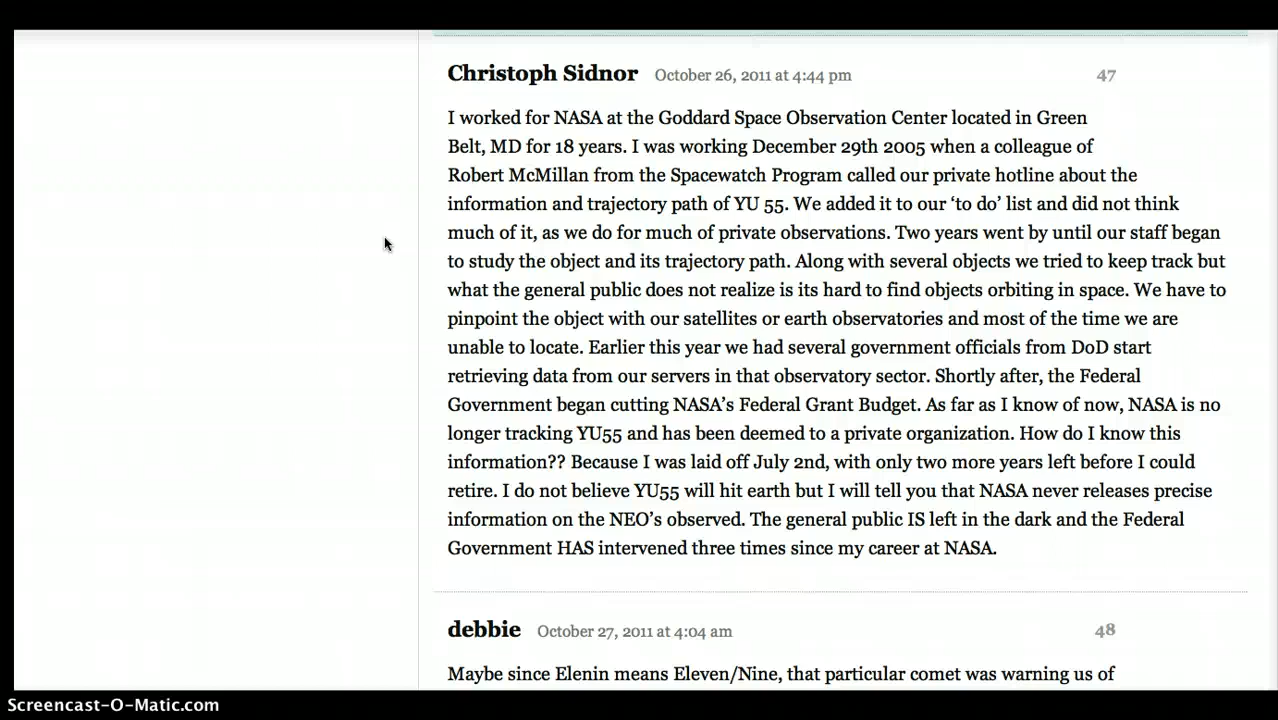 Christoph Sidnor October 26, 2011 at 4:44 pm 47
I worked for NASA at the Goddard Space Observation Center located in Green
Belt, MD for 18 years. I was working December 29th 2005 when a colleague of
Robert McMillan from the Spacewatch Program called our private hotline about the
information and trajectory path of YU 55. We added it to our ‘to do’ list and did not think
much of it, as we do for much of private observations. Two years went by until our staff began
to study the object and its trajectory path. Along with several objects we tried to keep track but
what the general public does not realize is its hard to find objects orbiting in space. We have to
pinpoint the object with our satellites or earth observatories and most of the time we are
unable to locate. Earlier this year we had several government officials from DoD start
retrieving data from our servers in that observatory sector. Shortly after, the Federal
Government began cutting NASA’s Federal Grant Budget. As far as I know of now, NASA is no
longer tracking YU55 and has been deemed to a private organization. How do I know this
information?? Because I was laid off July 2nd, with only two more years left before I could
retire. I do not believe YU55 will hit earth but I will tell you that NASA never releases precise
information on the NEO’s observed. The general public IS left in the dark and the Federal
Government HAS intervened three times since my career at NASA.
debbie October 27, 2011 at 4:04 am 48
Maybe since Elenin means Eleven/Nine, that particular comet was warning us of
Screencast-O-Matic.com